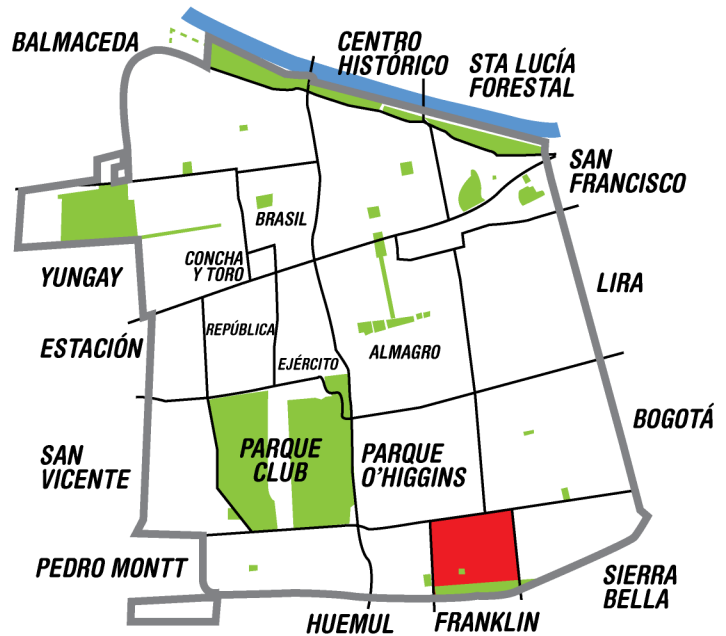 BALMACEDA
CENTRO
HISTÓRICO
STA LUCÍA
FORESTAL
SAN
FRANCISCO
BRASIL
CONCHA
Y TORO
YUNGAY
LIRA
REPÚBLICA
ESTACIÓN
EJÉRCITO
ALMAGRO
BOGOTÁ
SAN
VICENTE
PARQUE
CLUB
PARQUE
O'HIGGINS
PEDRO MONTT
SIERRA
BELLA
HUEMUL
FRANKLIN